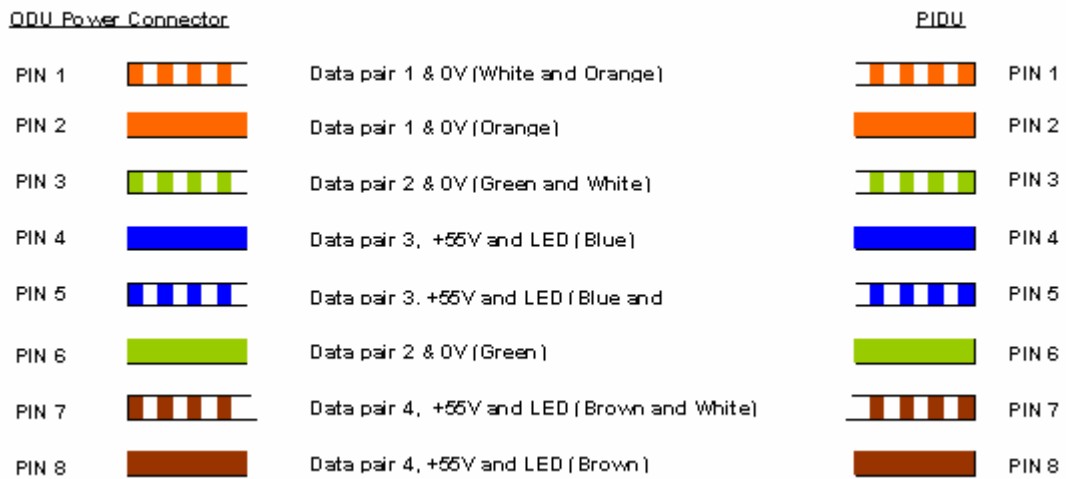 ODU Power Connector PIDU
PIN 1 Data pair 1 & 0V (White and Orange) PIN 1
PIN 2 Data pair 1 & 0V (Orange) PIN 2
PIN 3 Data pair 2 & 0V (Green and White) PIN 3
PIN 4 Data pair 3, +55V and LED (Blue) PIN 4
PIN 5 Data pair 3. +55V and LED (Blue and PIN 5
PIN 6 Data pair 2 & 0V (Green) PIN 6
PIN 7 Data pair 4, +55V and LED (Brown and White) PIN 7
PIN 8 Data pair 4, +55V and LED (Brown) PIN 8